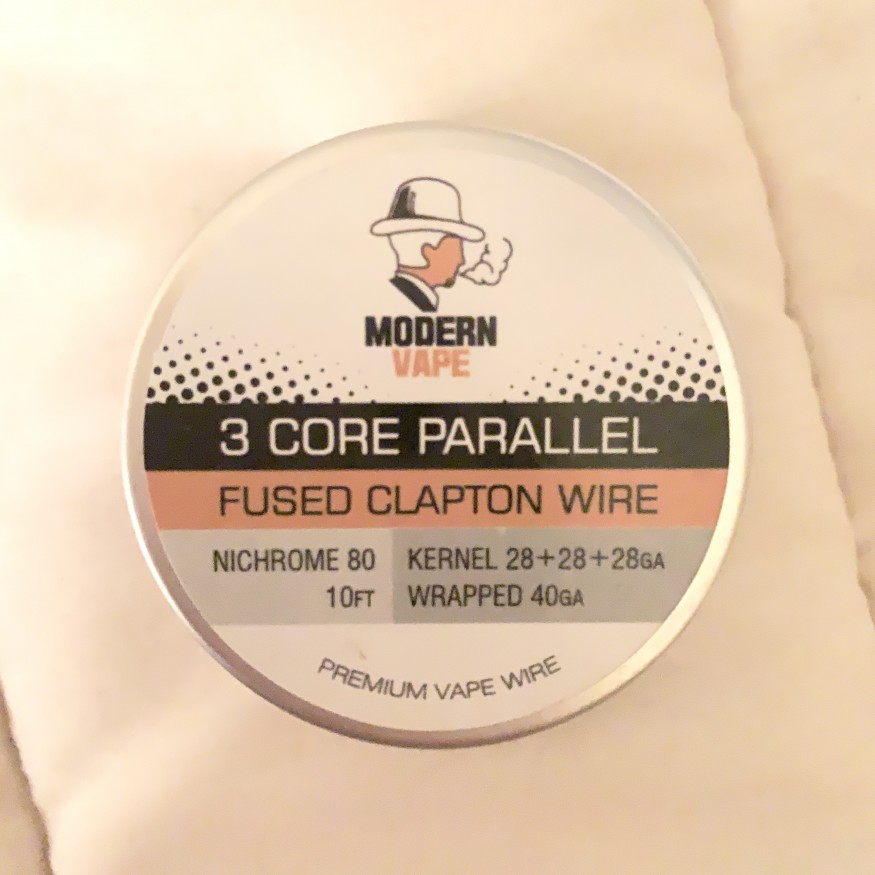 MODERN
VAPE
3 CORE PARALLEL
FUSED CLAPTON WIRE
NICHROME 80
10FT
KERNEL 28+28+28GA
WRAPPED 40GA
PREMIUM VAPE WIRE